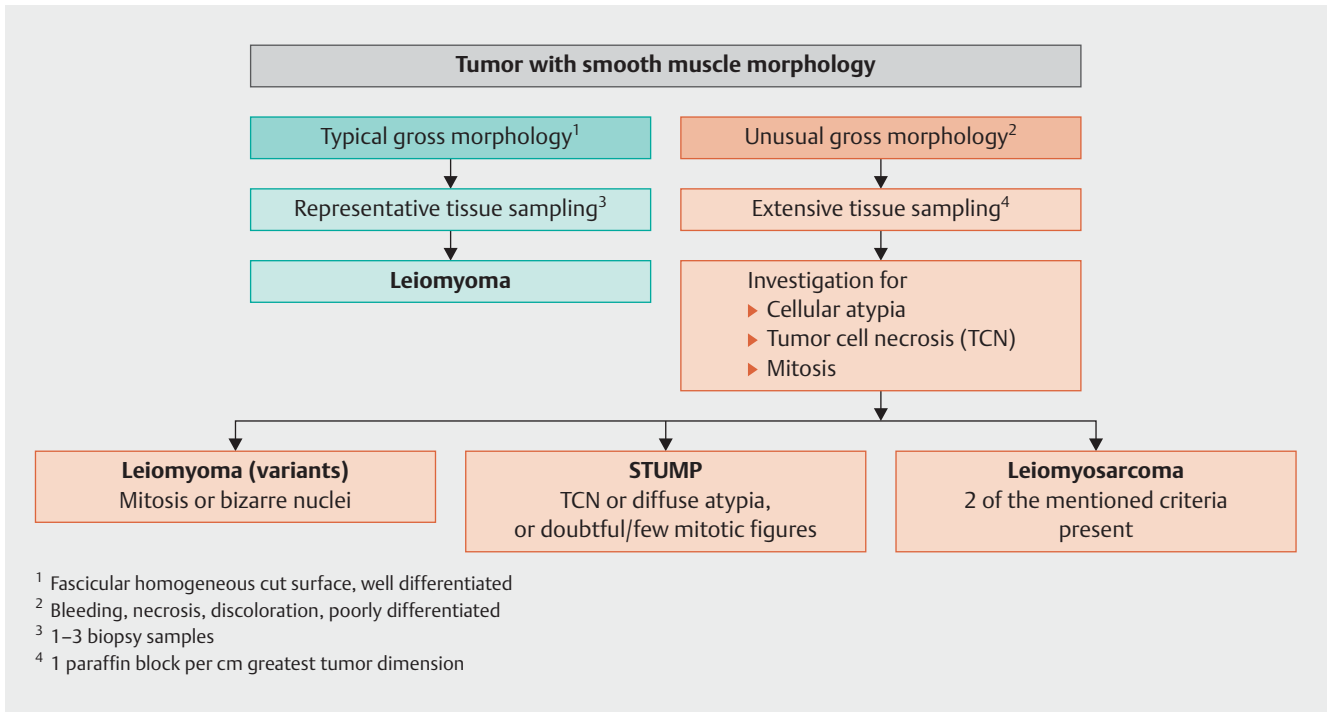 Tumor with smooth muscle morphology
Typical gross morphology¹
Unusual gross morphology²
Representative tissue sampling³
Extensive tissue sampling⁴
Leiomyoma
Investigation for
▶ Cellular atypia
▶ Tumor cell necrosis (TCN)
▶ Mitosis
Leiomyoma (variants)
Mitosis or bizarre nuclei
STUMP
TCN or diffuse atypia,
or doubtful/few mitotic figures
Leiomyosarcoma
2 of the mentioned criteria
present
¹ Fascicular homogeneous cut surface, well differentiated
² Bleeding, necrosis, discoloration, poorly differentiated
³ 1–3 biopsy samples
⁴ 1 paraffin block per cm greatest tumor dimension